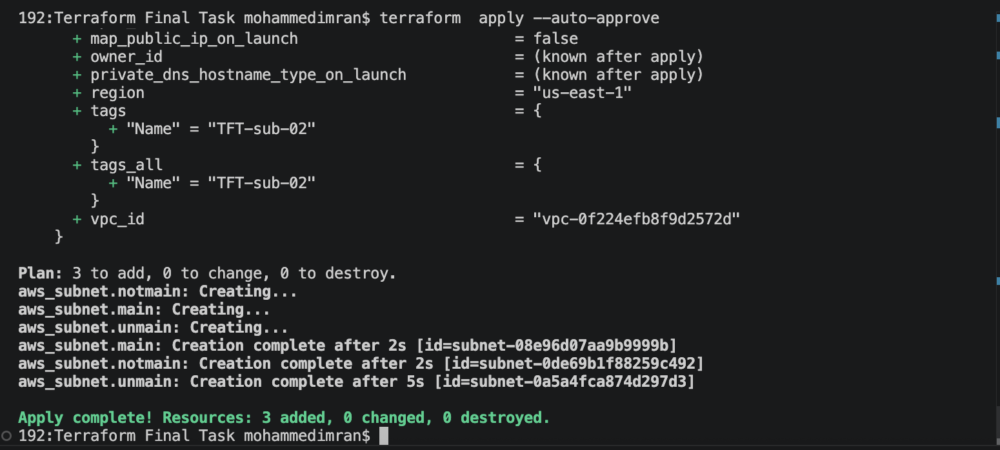 192:Terraform Final Task mohammedimran$ terraform  apply --auto-approve
+ map_public_ip_on_launch = false
+ owner_id = (known after apply)
+ private_dns_hostname_type_on_launch = (known after apply)
+ region = "us-east-1"
+ tags = {
+ "Name" = "TFT-sub-02"
}
+ tags_all = {
+ "Name" = "TFT-sub-02"
}
+ vpc_id = "vpc-0f224efb8f9d2572d"
}
Plan: 3 to add, 0 to change, 0 to destroy.
aws_subnet.notmain: Creating...
aws_subnet.main: Creating...
aws_subnet.unmain: Creating...
aws_subnet.main: Creation complete after 2s [id=subnet-08e96d07aa9b9999b]
aws_subnet.notmain: Creation complete after 2s [id=subnet-0de69b1f88259c492]
aws_subnet.unmain: Creation complete after 5s [id=subnet-0a5a4fca874d297d3]
Apply complete! Resources: 3 added, 0 changed, 0 destroyed.
192:Terraform Final Task mohammedimran$